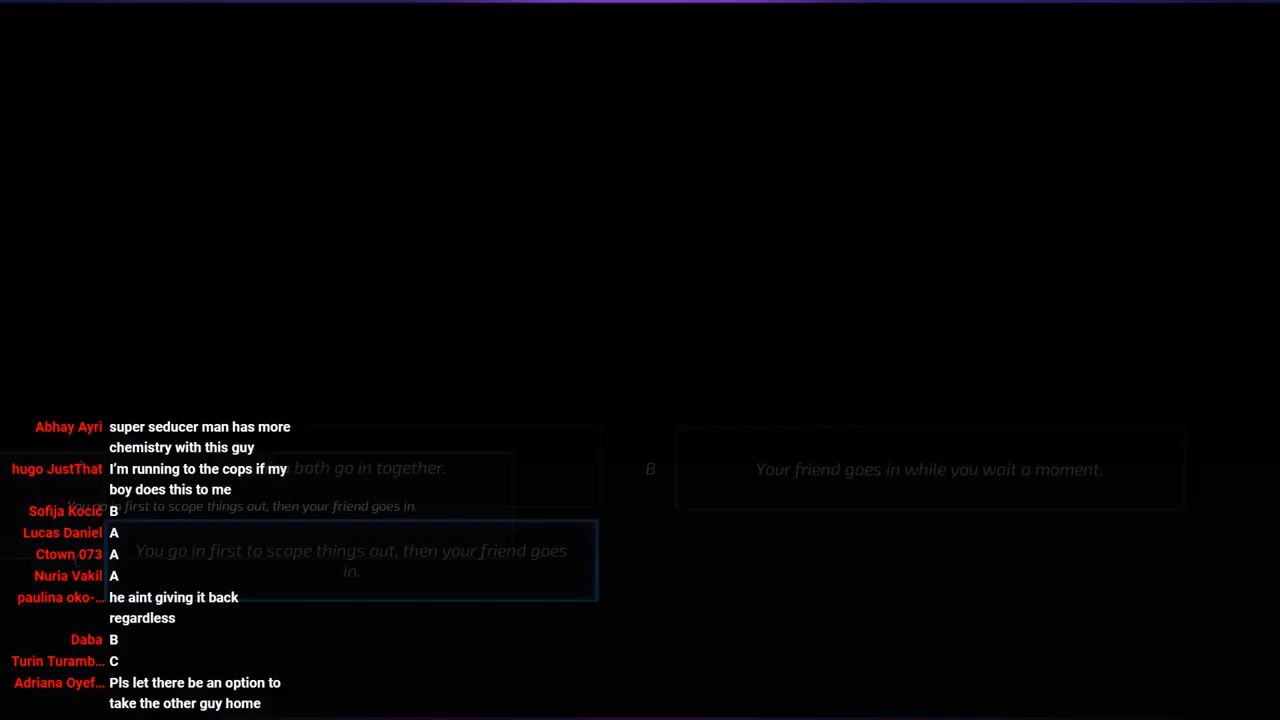 Abhay Ayri super seducer man has more
chemistry with this guy
hugo JustThat I'm running to the cops if my
boy does this to me
both go in together.
B Your friend goes in while you wait a moment.
You go in first to scope things out, then your friend goes in.
Sofija Kocić B
Lucas Daniel A
Ctown 073 A
You go in first to scope things out, then your friend goes
in.
Nuria Vakil A
paulina oko-... he aint giving it back
regardless
Daba B
Turin Turamb... C
Adriana Oyef... Pls let there be an option to
take the other guy home